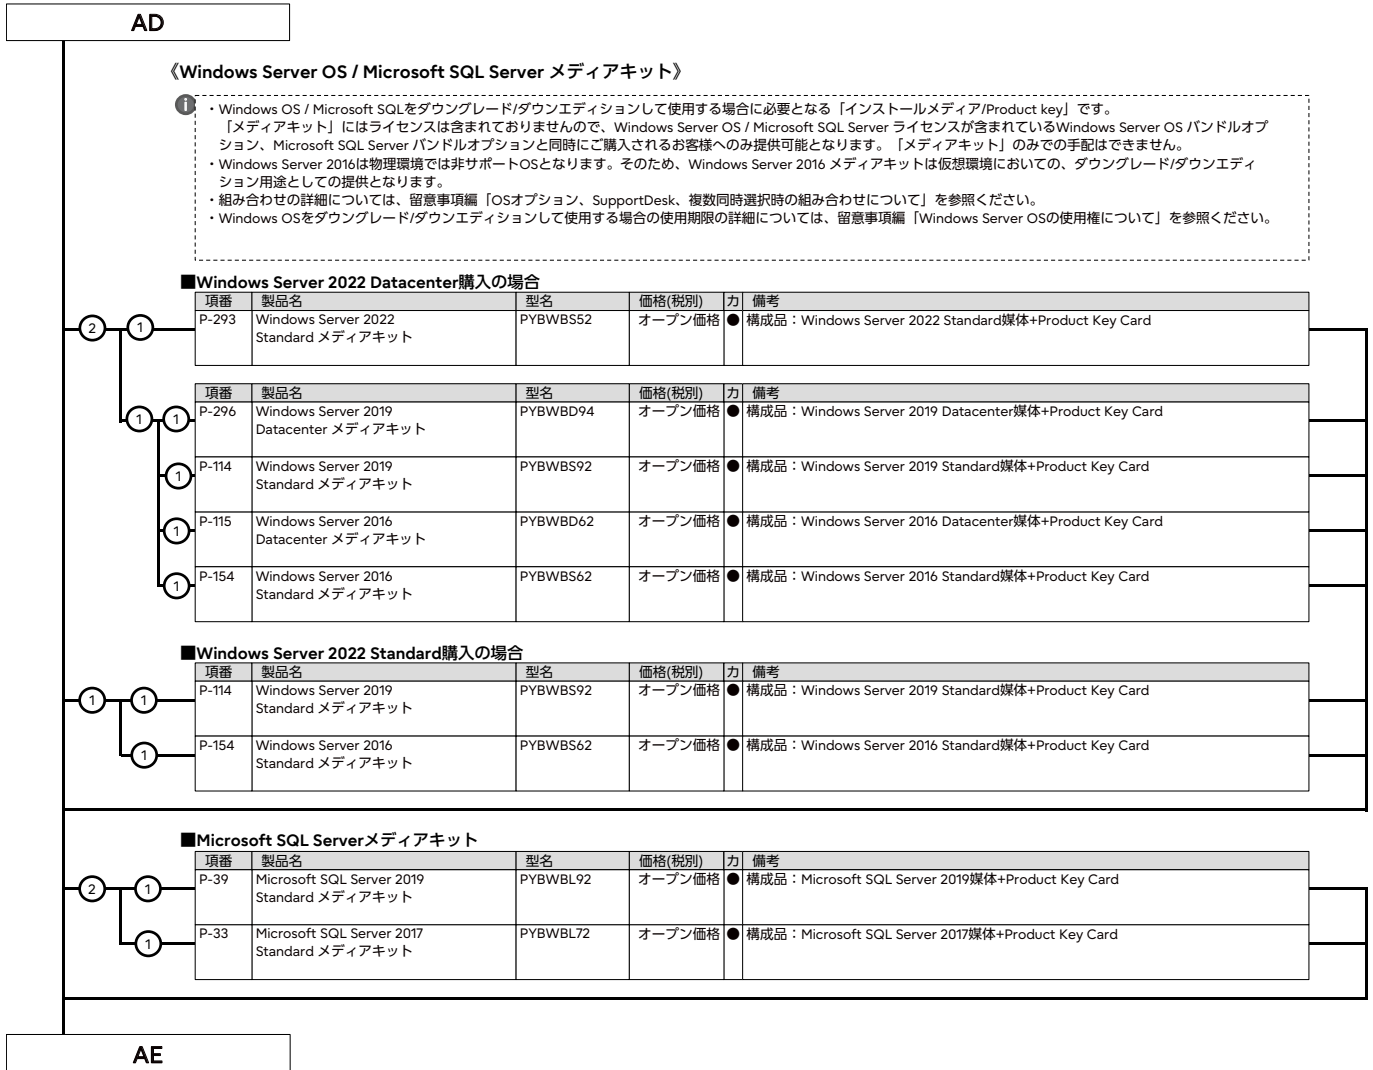 AD
《Windows Server OS / Microsoft SQL Server メディアキット》
i
・Windows OS / Microsoft SQLをダウングレード/ダウンエディションして使用する場合に必要となる「インストールメディア/Product key」です。
「メディアキット」にはライセンスは含まれておりませんので、Windows Server OS / Microsoft SQL Server ライセンスが含まれているWindows Server OS バンドルオプ
ション、Microsoft SQL Server バンドルオプションと同時にご購入されるお客様へのみ提供可能となります。「メディアキット」のみでの手配はできません。
・Windows Server 2016は物理環境では非サポートOSとなります。そのため、Windows Server 2016 メディアキットは仮想環境においての、ダウングレード/ダウンエディ
ション用途としての提供となります。
・組み合わせの詳細については、留意事項編「OSオプション、SupportDesk、複数同時選択時の組み合わせについて」を参照ください。
・Windows OSをダウングレード/ダウンエディションして使用する場合の使用期限の詳細については、留意事項編「Windows Server OSの使用権について」を参照ください。
■Windows Server 2022 Datacenter購入の場合
項番 製品名 型名 価格(税別) カ 備考
2 1 P-293 Windows Server 2022 PYBWBS52 オープン価格 ● 構成品：Windows Server 2022 Standard媒体+Product Key Card
Standard メディアキット
項番 製品名 型名 価格(税別) カ 備考
1 1 P-296 Windows Server 2019 PYBWBD94 オープン価格 ● 構成品：Windows Server 2019 Datacenter媒体+Product Key Card
Datacenter メディアキット
1 P-114 Windows Server 2019 PYBWBS92 オープン価格 ● 構成品：Windows Server 2019 Standard媒体+Product Key Card
Standard メディアキット
1 P-115 Windows Server 2016 PYBWBD62 オープン価格 ● 構成品：Windows Server 2016 Datacenter媒体+Product Key Card
Datacenter メディアキット
1 P-154 Windows Server 2016 PYBWBS62 オープン価格 ● 構成品：Windows Server 2016 Standard媒体+Product Key Card
Standard メディアキット
■Windows Server 2022 Standard購入の場合
項番 製品名 型名 価格(税別) カ 備考
1 1 P-114 Windows Server 2019 PYBWBS92 オープン価格 ● 構成品：Windows Server 2019 Standard媒体+Product Key Card
Standard メディアキット
1 P-154 Windows Server 2016 PYBWBS62 オープン価格 ● 構成品：Windows Server 2016 Standard媒体+Product Key Card
Standard メディアキット
■Microsoft SQL Serverメディアキット
項番 製品名 型名 価格(税別) カ 備考
2 1 P-39 Microsoft SQL Server 2019 PYBWBL92 オープン価格 ● 構成品：Microsoft SQL Server 2019媒体+Product Key Card
Standard メディアキット
1 P-33 Microsoft SQL Server 2017 PYBWBL72 オープン価格 ● 構成品：Microsoft SQL Server 2017媒体+Product Key Card
Standard メディアキット
AE